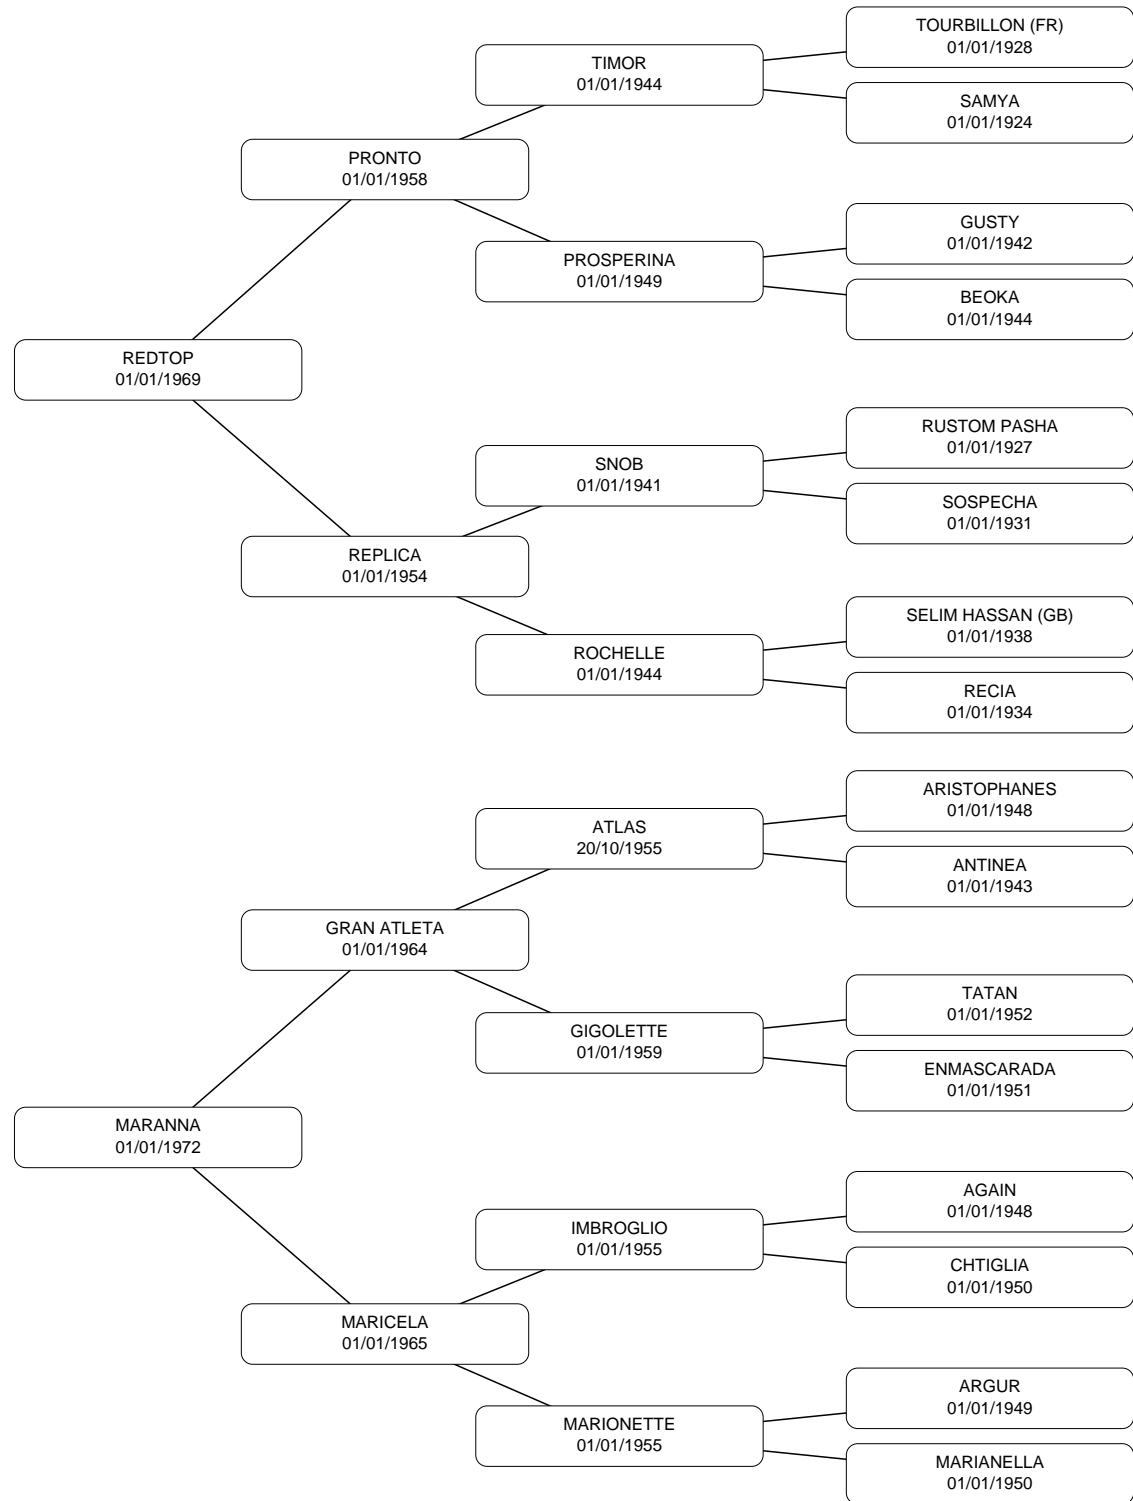 TOURBILLON (FR)
01/01/1928
TIMOR
01/01/1944
SAMYA
01/01/1924
PRONTO
01/01/1958
GUSTY
01/01/1942
PROSPERINA
01/01/1949
BEOKA
01/01/1944
REDTOP
01/01/1969
RUSTOM PASHA
01/01/1927
SNOB
01/01/1941
SOSPECHA
01/01/1931
REPLICA
01/01/1954
SELIM HASSAN (GB)
01/01/1938
ROCHELLE
01/01/1944
RECIA
01/01/1934
ARISTOPHANES
01/01/1948
ATLAS
20/10/1955
ANTINEA
01/01/1943
GRAN ATLETA
01/01/1964
TATAN
01/01/1952
GIGOLETTE
01/01/1959
ENMASCARADA
01/01/1951
MARANNA
01/01/1972
AGAIN
01/01/1948
IMBROGLIO
01/01/1955
CHTIGLIA
01/01/1950
MARICELA
01/01/1965
ARGUR
01/01/1949
MARIONETTE
01/01/1955
MARIANELLA
01/01/1950